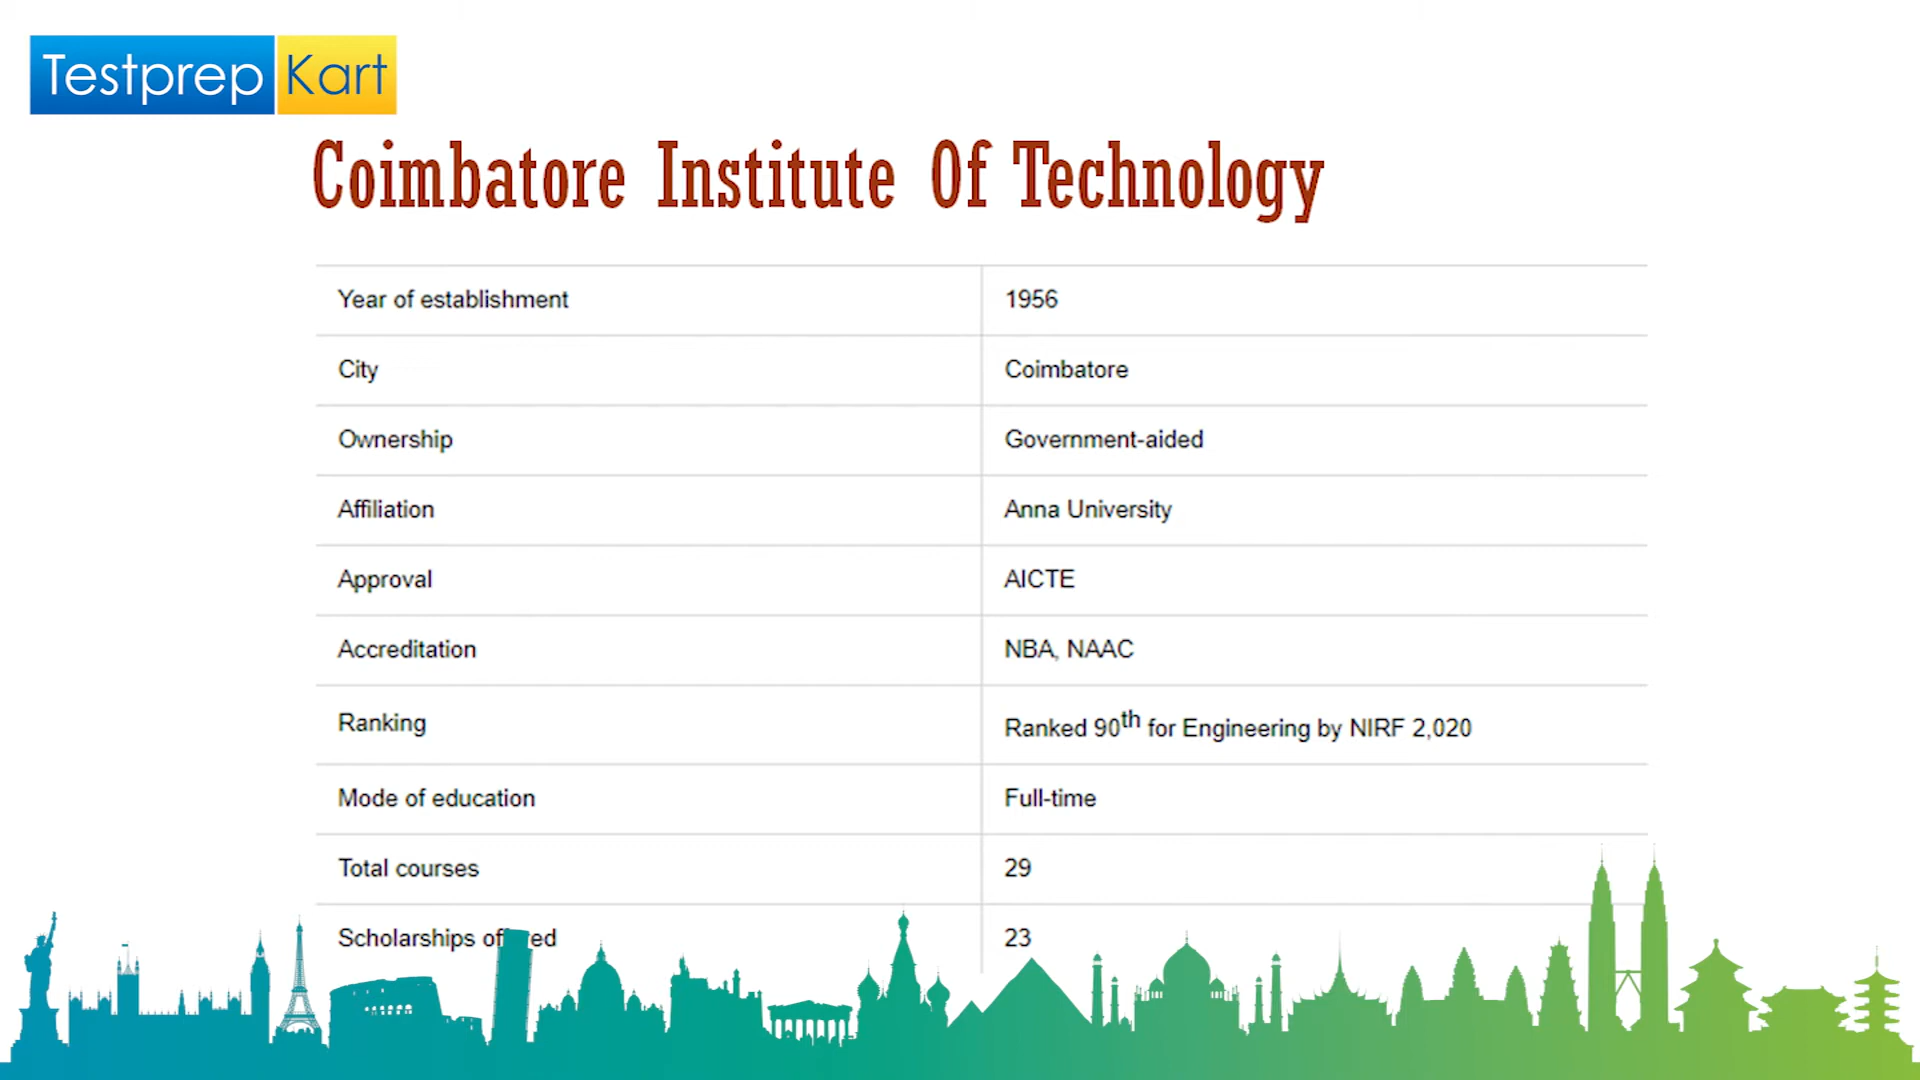 Testprep Kart
Coimbatore Institute Of Technology
Year of establishment 1956
City Coimbatore
Ownership Government-aided
Affiliation Anna University
Approval AICTE
Accreditation NBA, NAAC
Ranking Ranked 90th for Engineering by NIRF 2,020
Mode of education Full-time
Total courses 29
Scholarships offered 23